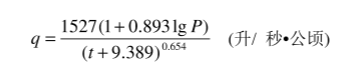 q = 1527(1+0.893 lg P) / (t+9.389)^0.654 (升/ 秒•公顷)